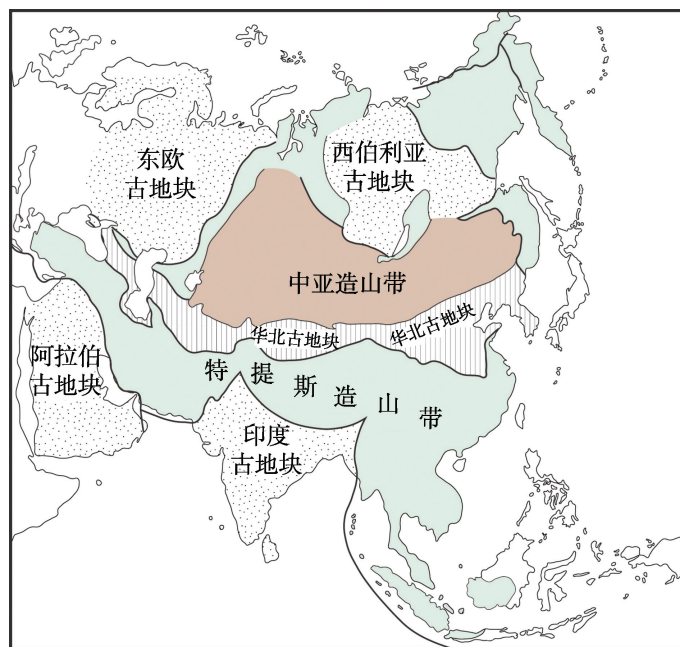 东欧
古地块
西伯利亚
古地块
中亚造山带
华北古地块
华北古地块
阿拉伯
古地块
特提斯造山带
印度
古地块